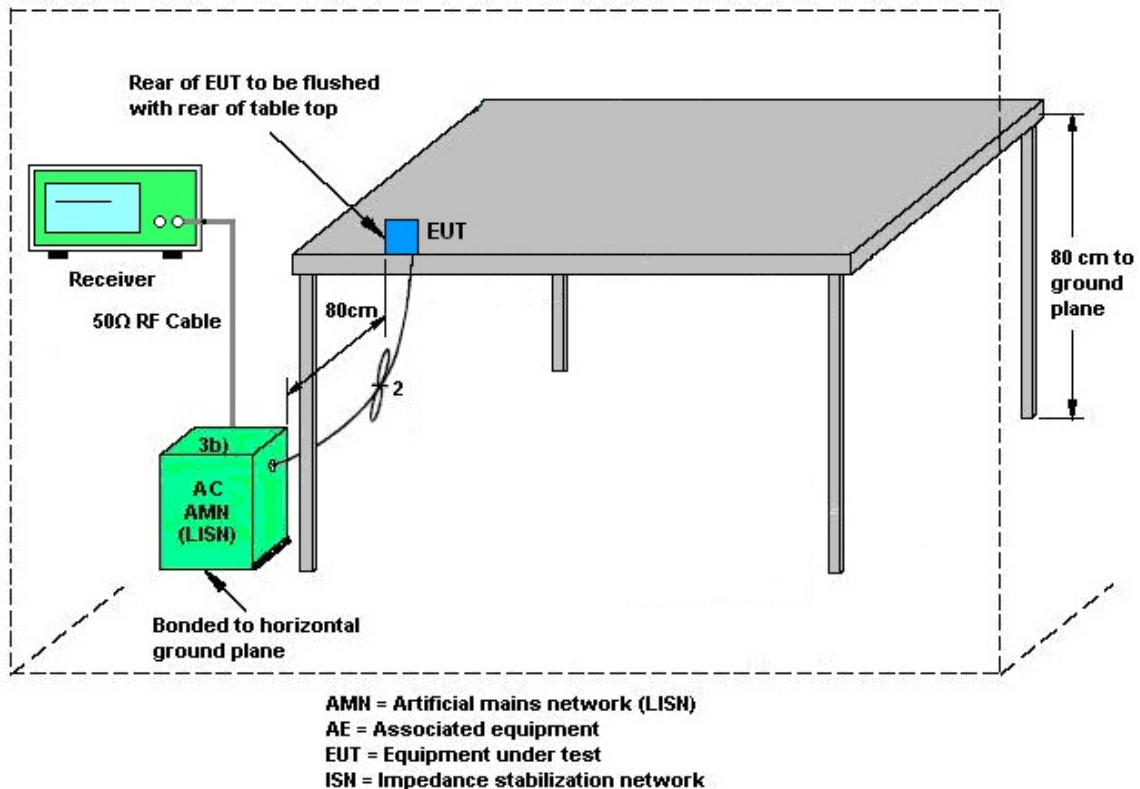 Rear of EUT to be flushed
with rear of table top
EUT
Receiver
50Ω RF Cable
80cm
2
80 cm to
ground
plane
3b)
AC
AMN
(LISN)
Bonded to horizontal
ground plane
AMN = Artificial mains network (LISN)
AE = Associated equipment
EUT = Equipment under test
ISN = Impedance stabilization network